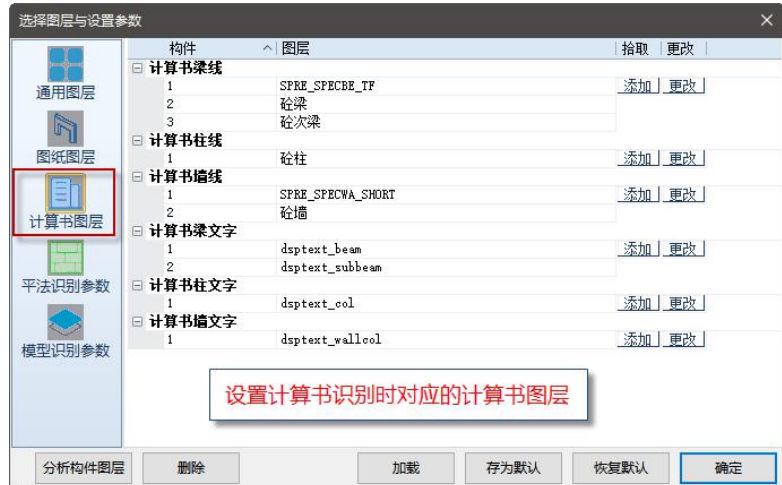 选择图层与设置参数
构件 图层 拾取 更改
通用图层
图纸图层
计算书图层
平法识别参数
模型识别参数
计算书梁线
1 SPRE_SPECBE_TF 添加 更改
2 砼梁
3 砼次梁
计算书柱线
1 砼柱 添加 更改
计算书墙线
1 SPRE_SPECWA_SHORT 添加 更改
2 砼墙
计算书梁文字
1 dsptext_beam 添加 更改
2 dsptext_subbeam
计算书柱文字
1 dsptext_col 添加 更改
计算书墙文字
1 dsptext_wallcol 添加 更改
设置计算书识别时对应的计算书图层
分析构件图层 删除 加载 存为默认 恢复默认 确定